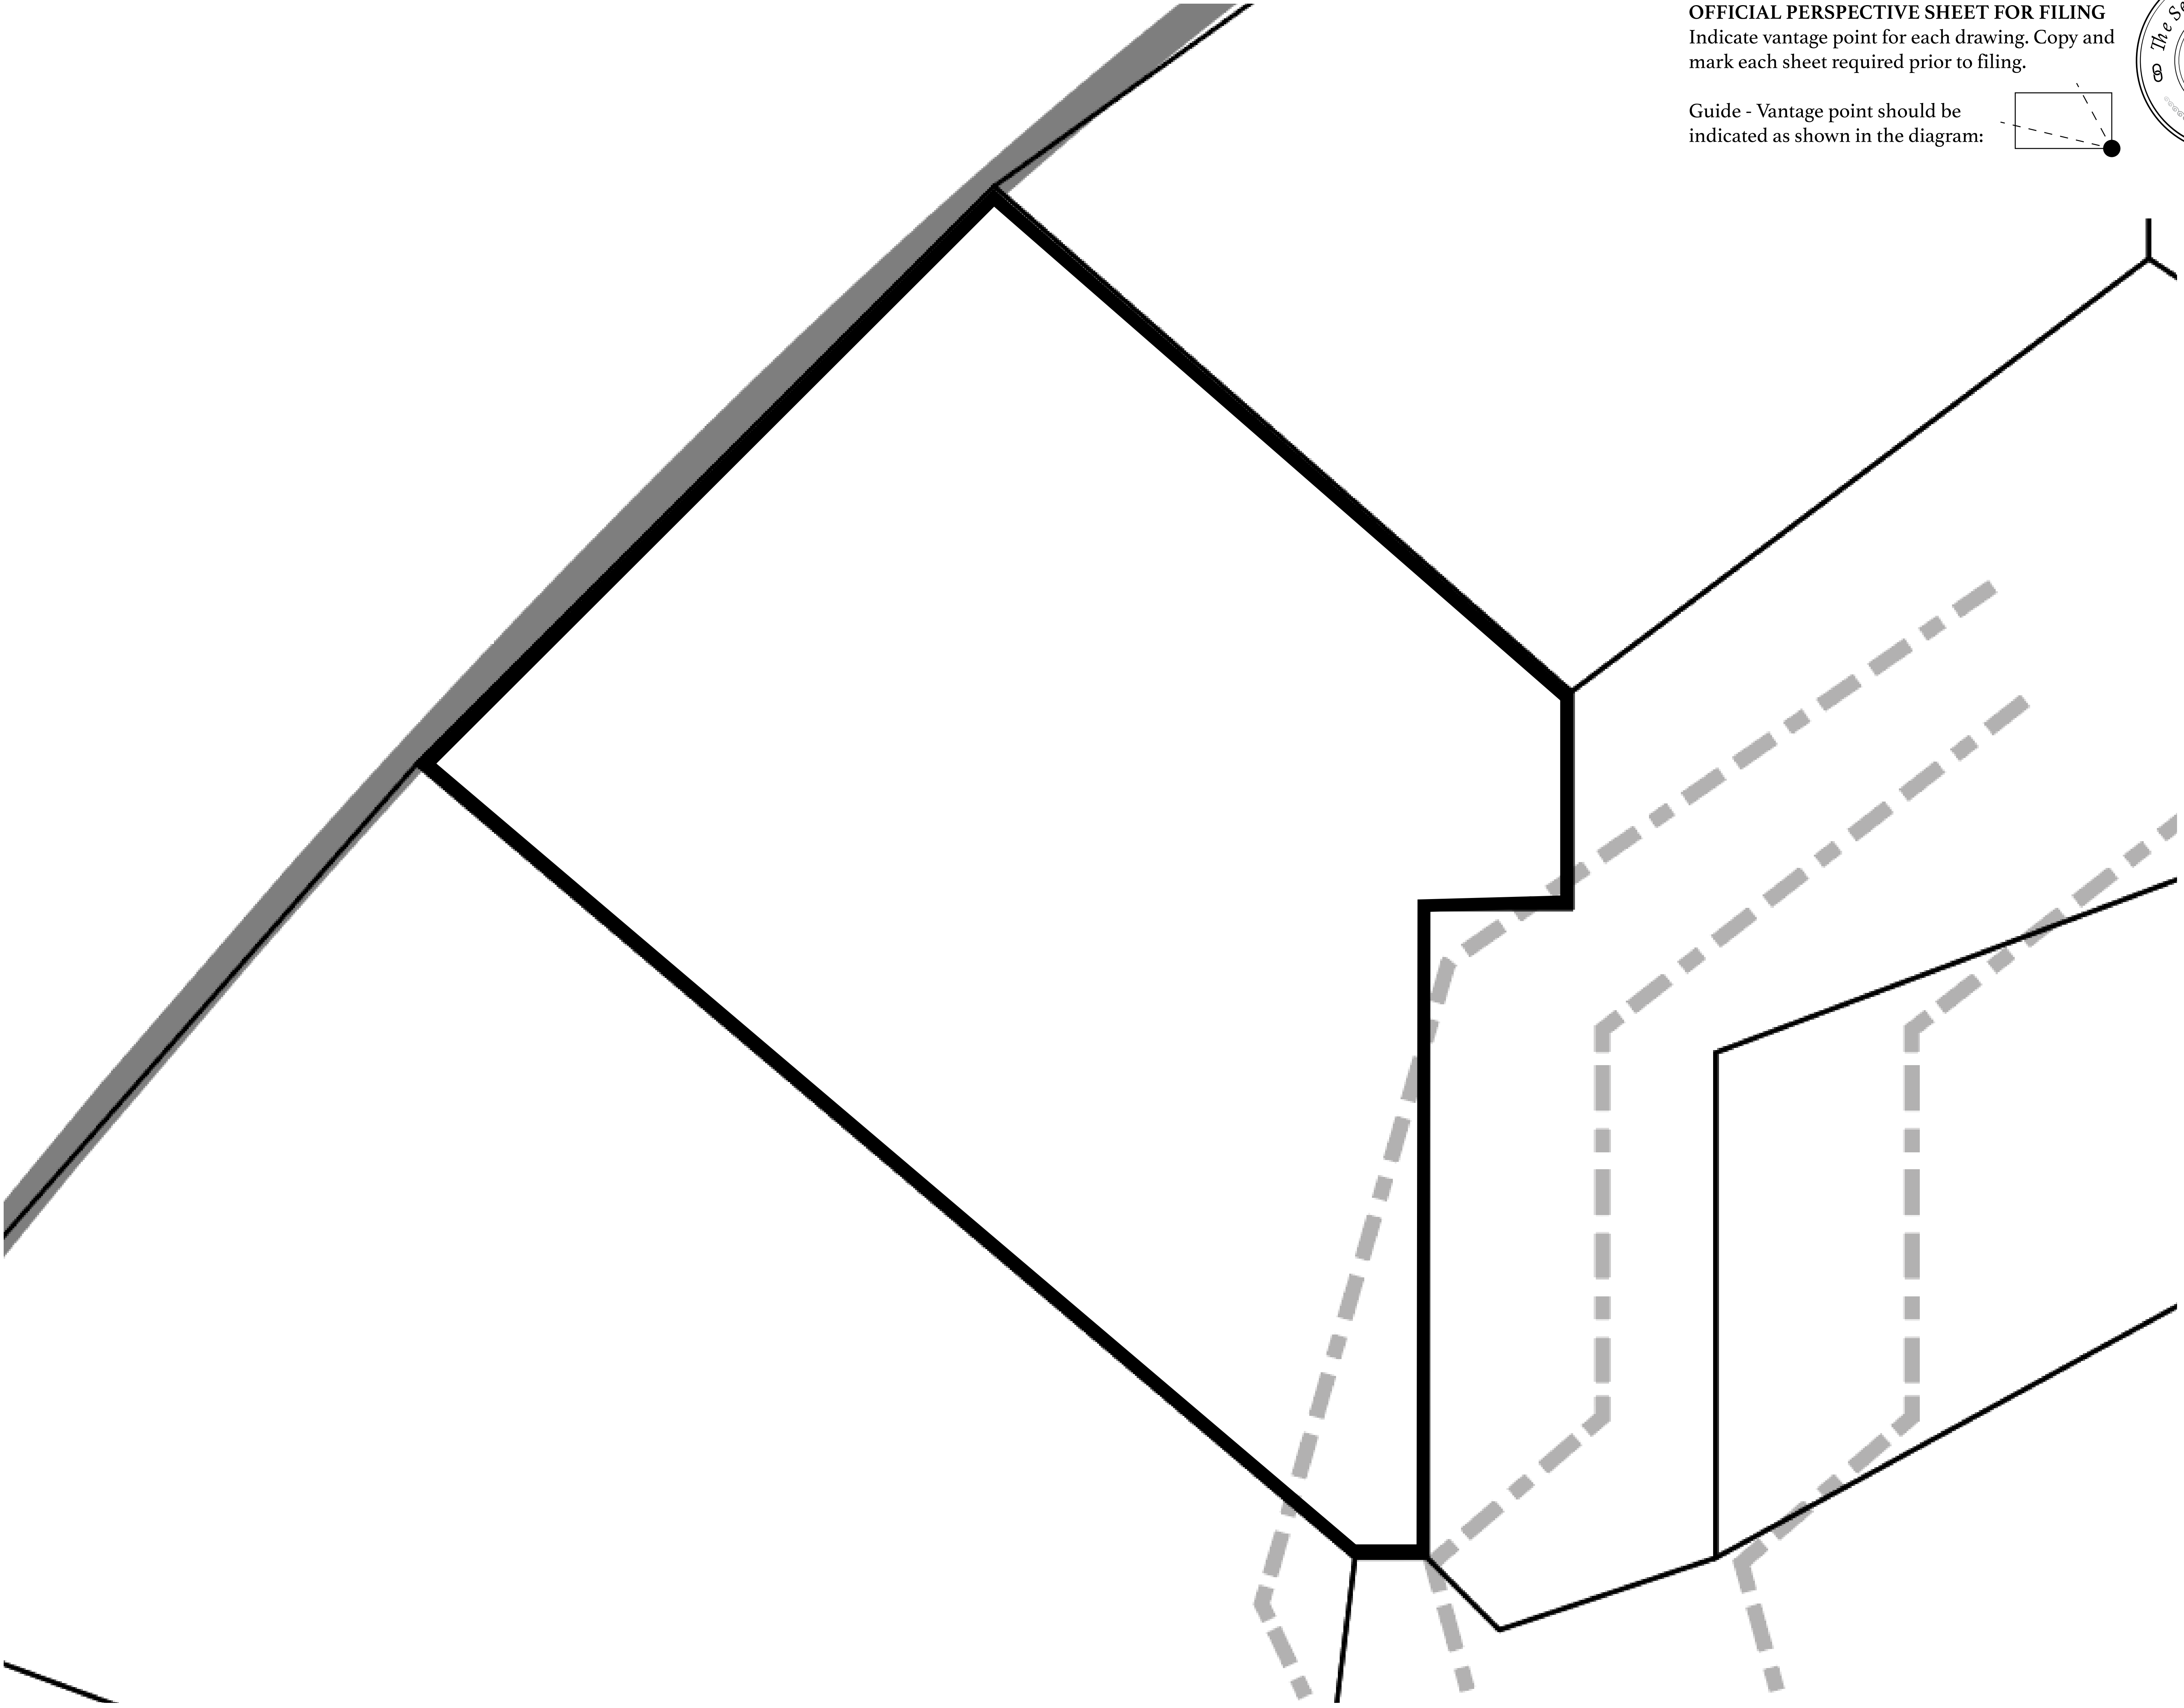 OFFICIAL PERSPECTIVE SHEET FOR FILING
Indicate vantage point for each drawing. Copy and
mark each sheet required prior to filing.
Guide - Vantage point should be
indicated as shown in the diagram:
The